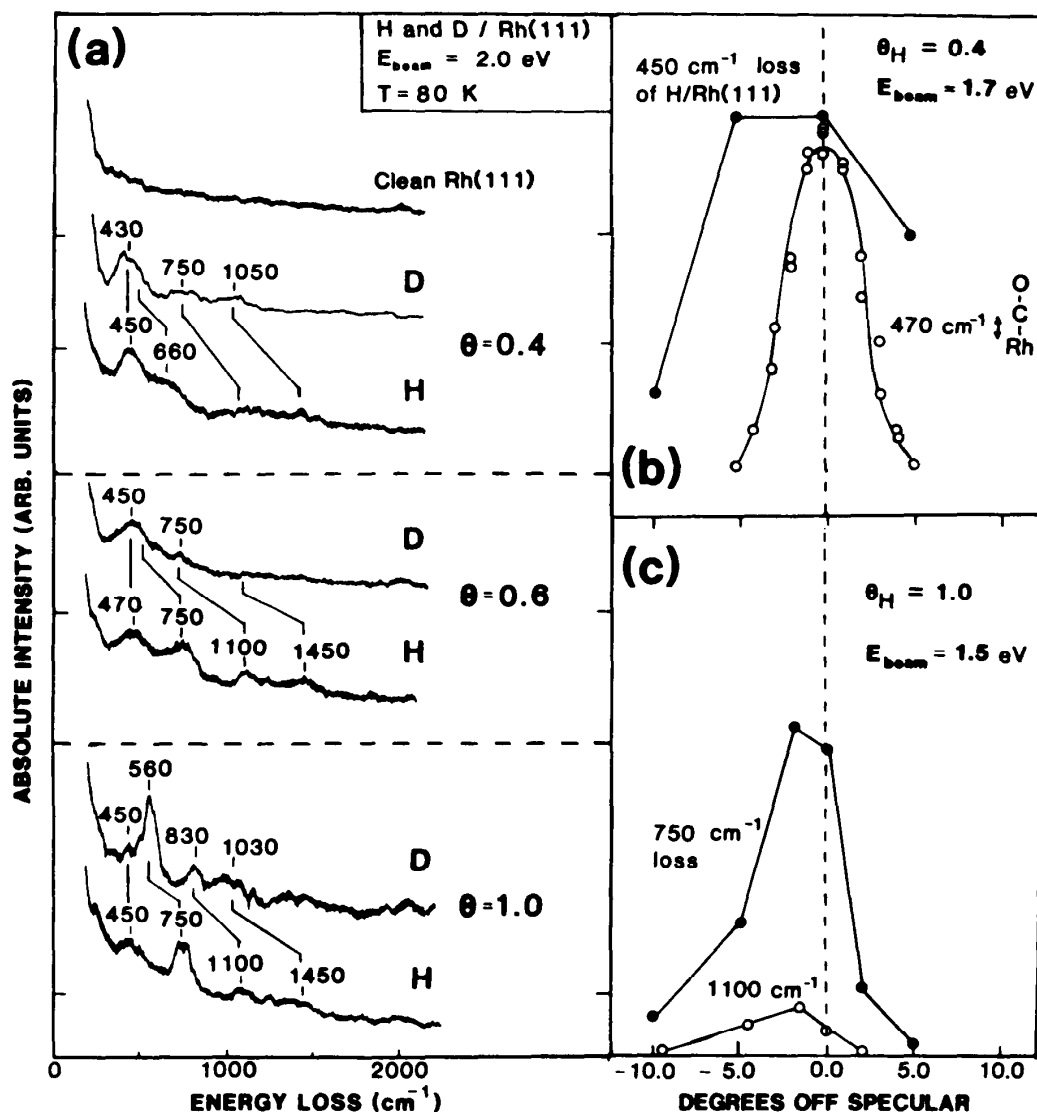 (a)
H and D / Rh(111)
E_beam = 2.0 eV
T = 80 K
Clean Rh(111)
430
750
1050
D
450
660
θ=0.4
H
450
750
D
470
750
1100
1450
θ=0.6
H
560
450
830
1030
D
450
750
1100
1450
θ=1.0
H
ABSOLUTE INTENSITY (ARB. UNITS)
0
1000
2000
ENERGY LOSS (cm⁻¹)
450 cm⁻¹ loss
of H/Rh(111)
θ_H = 0.4
E_beam = 1.7 eV
470 cm⁻¹
O
C
Rh
(b)
(c)
θ_H = 1.0
E_beam = 1.5 eV
750 cm⁻¹
loss
1100 cm⁻¹
-10.0 -5.0 0.0 5.0 10.0
DEGREES OFF SPECULAR